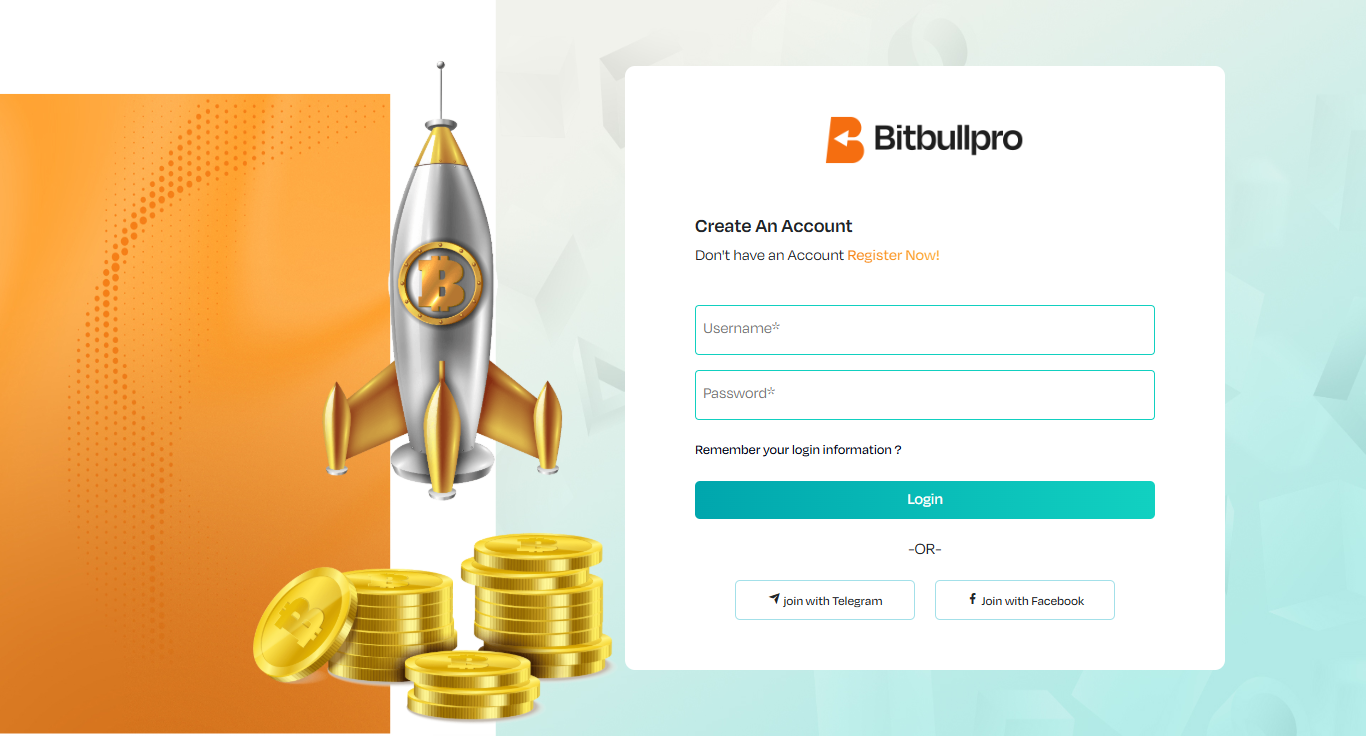 Bitbullpro
Create An Account
Don't have an Account Register Now!
Username*
Password*
Remember your login information ?
Login
-OR-
join with Telegram
Join with Facebook